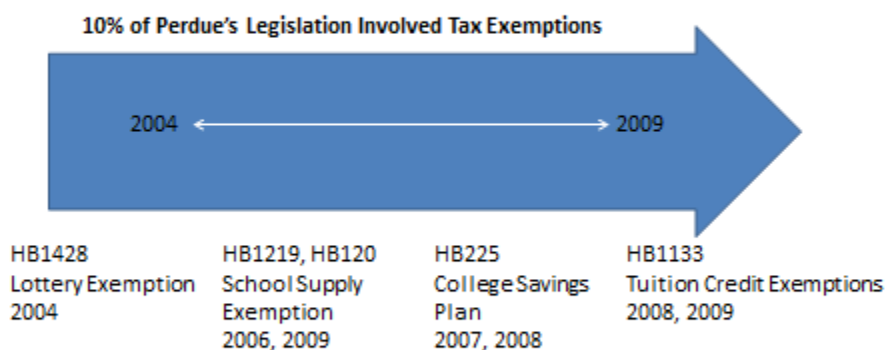 10% of Perdue's Legislation Involved Tax Exemptions
2004
2009
HB1428
Lottery Exemption
2004
HB1219, HB120
School Supply
Exemption
2006, 2009
HB225
College Savings
Plan
2007, 2008
HB1133
Tuition Credit Exemptions
2008, 2009